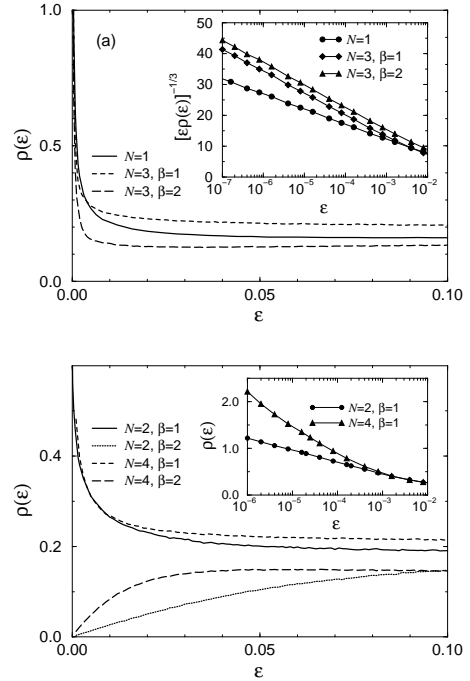 (a)
1.0
0.5
0.0
ρ(ε)
N=1
N=3, β=1
N=3, β=2
0.00
0.05
0.10
ε
50
40
30
20
10
0
[ερ(ε)]⁻¹/³
N=1
N=3, β=1
N=3, β=2
10⁻⁷
10⁻⁶
10⁻⁵
10⁻⁴
10⁻³
10⁻²
ε
0.4
0.2
0.0
ρ(ε)
N=2, β=1
N=2, β=2
N=4, β=1
N=4, β=2
0.00
0.05
0.10
ε
2.0
1.0
0.0
ρ(ε)
N=2, β=1
N=4, β=1
10⁻⁶
10⁻⁵
10⁻⁴
10⁻³
10⁻²
ε